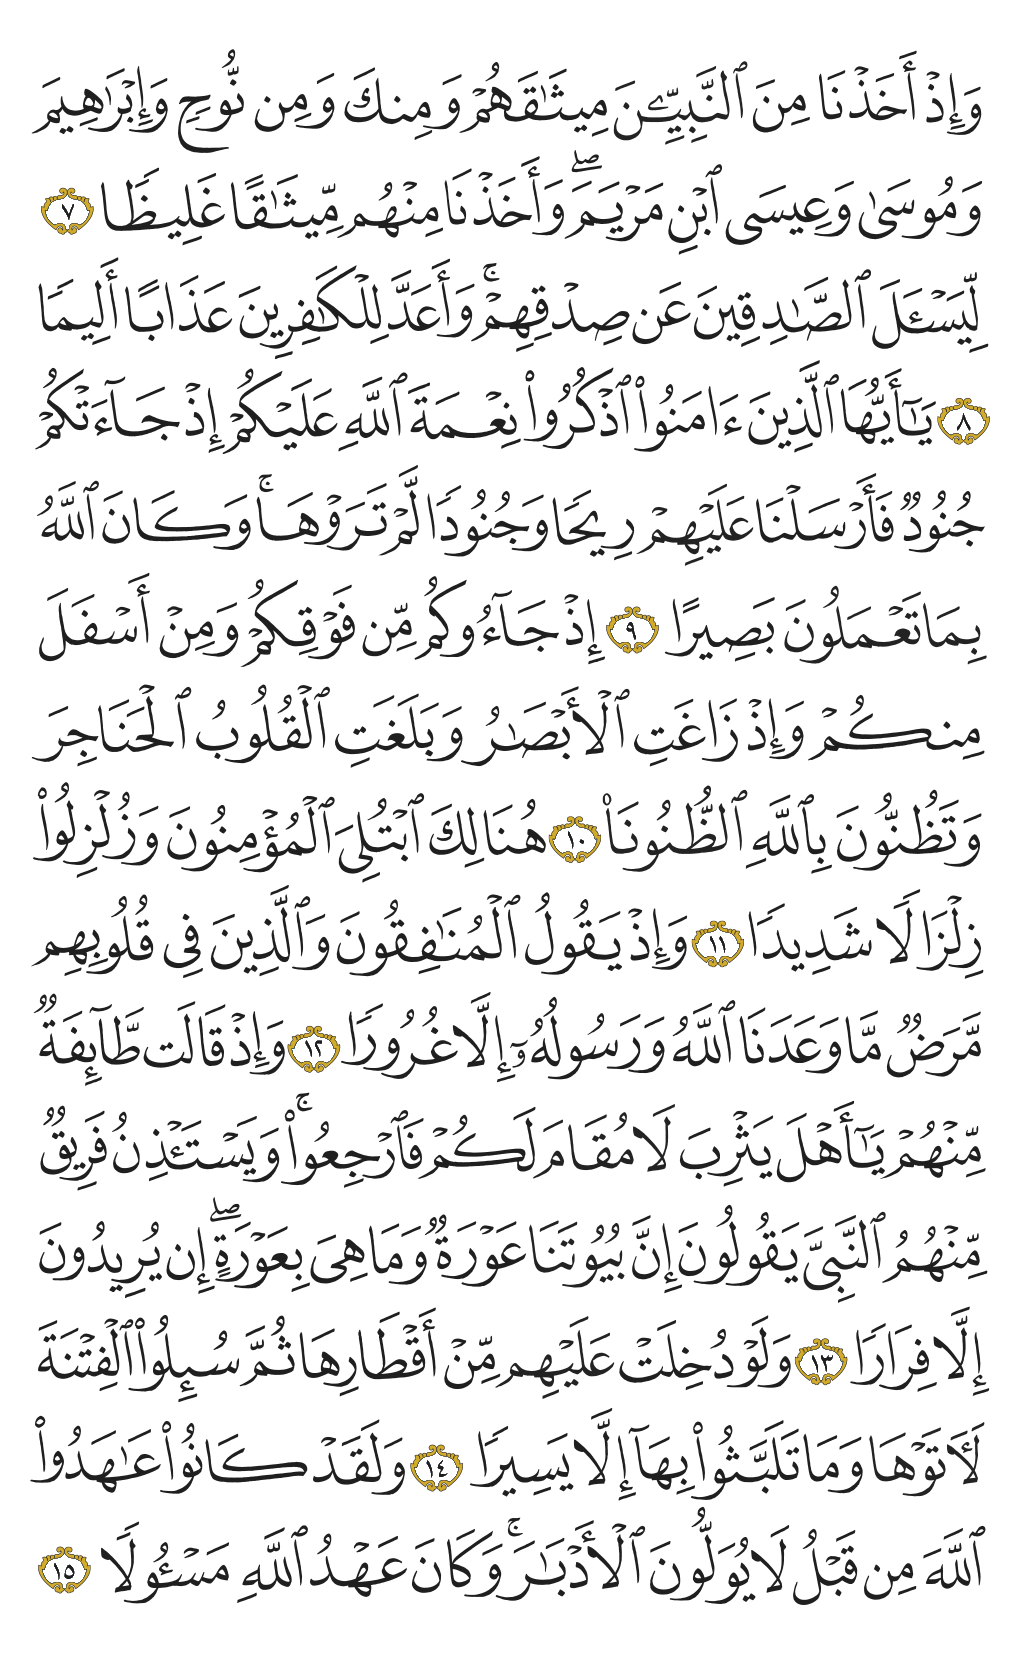 وَإِذْ أَخَذْنَا مِنَ ٱلنَّبِيِّـۧنَ مِيثَـٰقَهُمْ وَمِنكَ وَمِن نُّوحٍ وَإِبْرَٰهِيمَ
وَمُوسَىٰ وَعِيسَى ٱبْنِ مَرْيَمَ ۖ وَأَخَذْنَا مِنْهُم مِّيثَـٰقًا غَلِيظًا ٧
لِّيَسْـَٔلَ ٱلصَّـٰدِقِينَ عَن صِدْقِهِمْ ۚ وَأَعَدَّ لِلْكَـٰفِرِينَ عَذَابًا أَلِيمًا
٨ يَـٰٓأَيُّهَا ٱلَّذِينَ ءَامَنُوا۟ ٱذْكُرُوا۟ نِعْمَةَ ٱللَّهِ عَلَيْكُمْ إِذْ جَآءَتْكُمْ
جُنُودٌ فَأَرْسَلْنَا عَلَيْهِمْ رِيحًا وَجُنُودًا لَّمْ تَرَوْهَا ۚ وَكَانَ ٱللَّهُ
بِمَا تَعْمَلُونَ بَصِيرًا ٩ إِذْ جَآءُوكُم مِّن فَوْقِكُمْ وَمِنْ أَسْفَلَ
مِنكُمْ وَإِذْ زَاغَتِ ٱلْأَبْصَـٰرُ وَبَلَغَتِ ٱلْقُلُوبُ ٱلْحَنَاجِرَ
وَتَظُنُّونَ بِٱللَّهِ ٱلظُّنُونَا۠ ١٠ هُنَالِكَ ٱبْتُلِىَ ٱلْمُؤْمِنُونَ وَزُلْزِلُوا۟
زِلْزَالًا شَدِيدًا ١١ وَإِذْ يَقُولُ ٱلْمُنَـٰفِقُونَ وَٱلَّذِينَ فِى قُلُوبِهِم
مَّرَضٌ مَّا وَعَدَنَا ٱللَّهُ وَرَسُولُهُۥٓ إِلَّا غُرُورًا ١٢ وَإِذْ قَالَت طَّآئِفَةٌ
مِّنْهُمْ يَـٰٓأَهْلَ يَثْرِبَ لَا مُقَامَ لَكُمْ فَٱرْجِعُوا۟ ۚ وَيَسْتَـْٔذِنُ فَرِيقٌ
مِّنْهُمُ ٱلنَّبِىَّ يَقُولُونَ إِنَّ بُيُوتَنَا عَوْرَةٌ وَمَا هِىَ بِعَوْرَةٍ ۖ إِن يُرِيدُونَ
إِلَّا فِرَارًا ١٣ وَلَوْ دُخِلَتْ عَلَيْهِم مِّنْ أَقْطَارِهَا ثُمَّ سُئِلُوا۟ ٱلْفِتْنَةَ
لَـَٔاتَوْهَا وَمَا تَلَبَّثُوا۟ بِهَآ إِلَّا يَسِيرًا ١٤ وَلَقَدْ كَانُوا۟ عَـٰهَدُوا۟
ٱللَّهَ مِن قَبْلُ لَا يُوَلُّونَ ٱلْأَدْبَـٰرَ ۚ وَكَانَ عَهْدُ ٱللَّهِ مَسْـُٔولًا ١٥